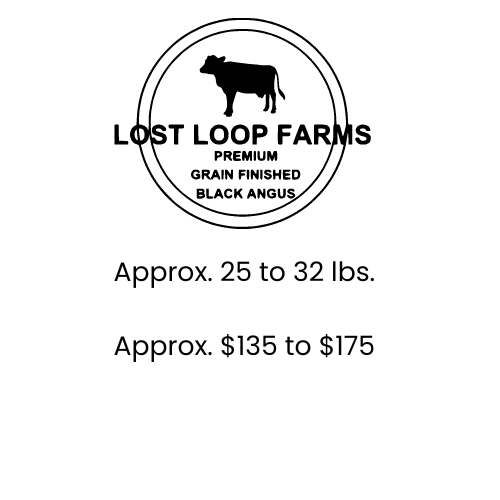 LOST LOOP FARMS
PREMIUM
GRAIN FINISHED
BLACK ANGUS
Approx. 25 to 32 lbs.
Approx. $135 to $175